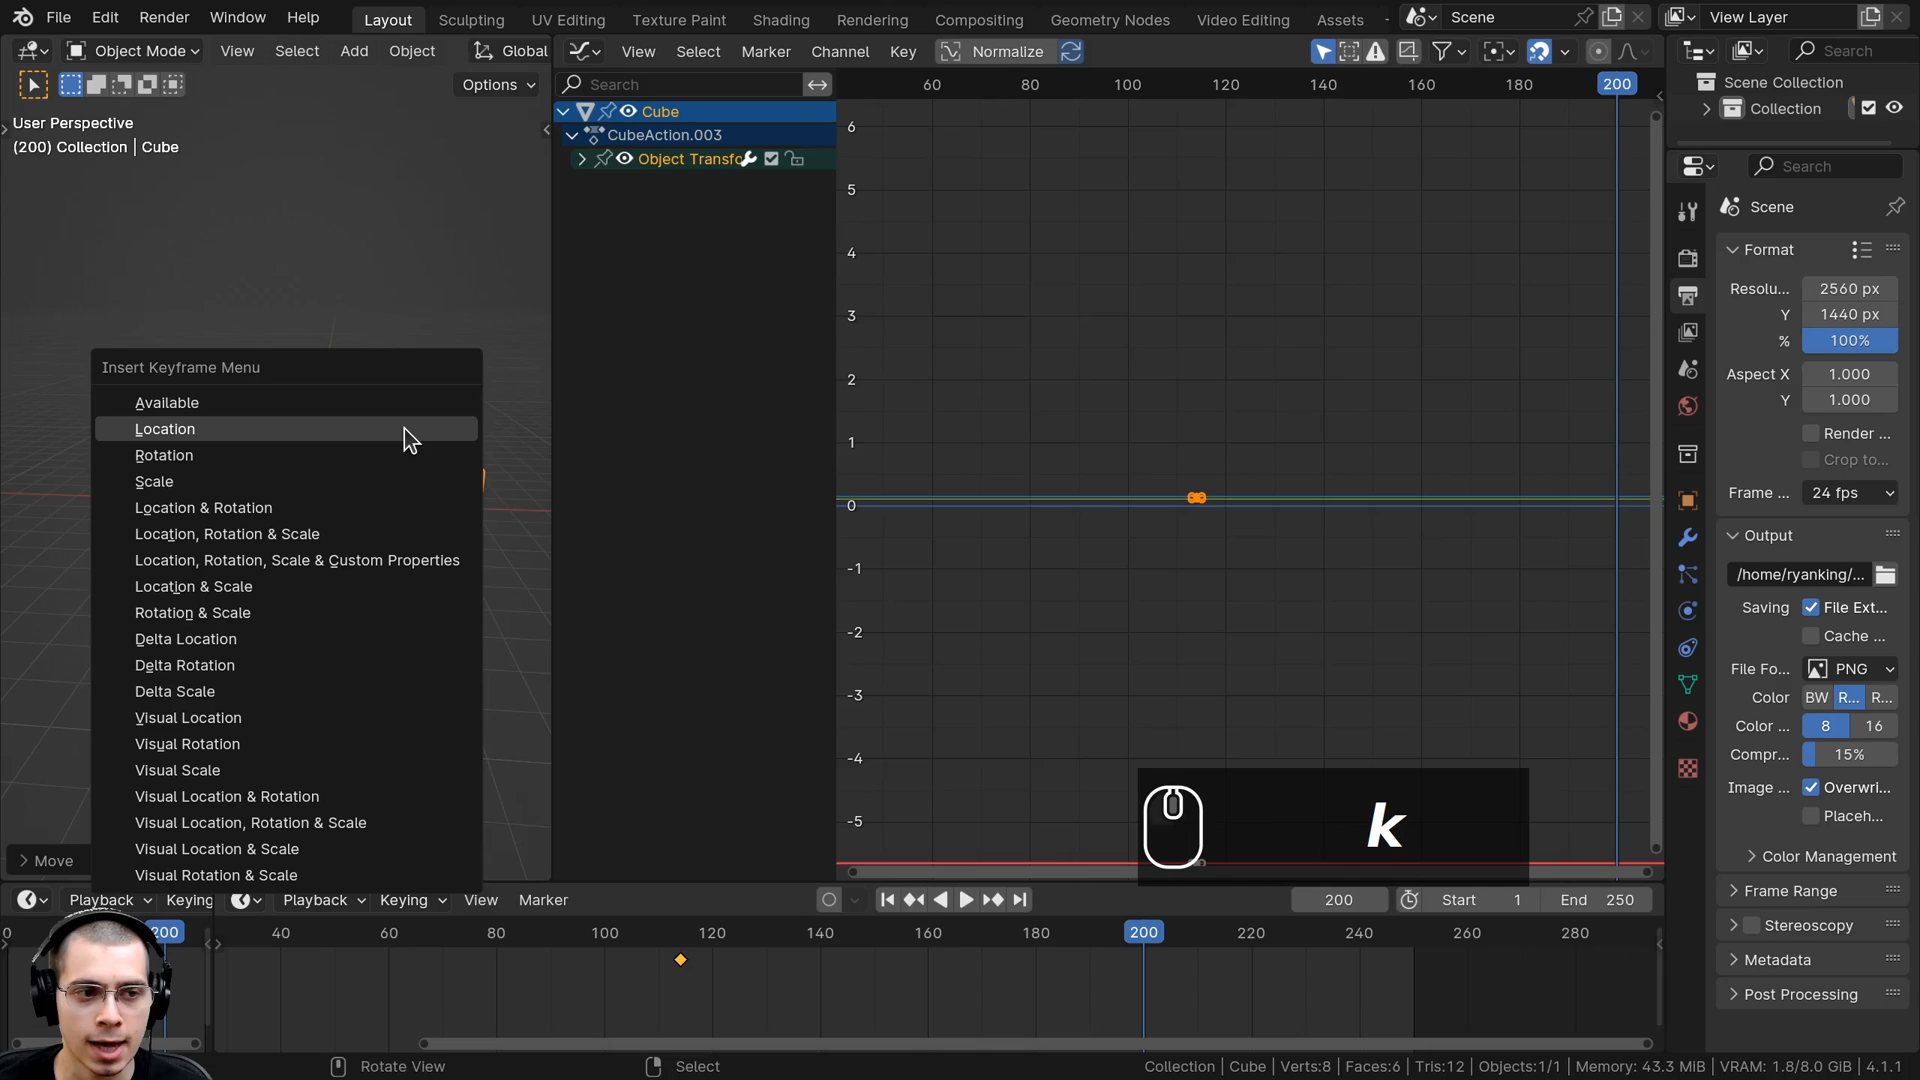 File Edit Render Window Help Layout Sculpting UV Editing Texture Paint Shading Rendering Compositing Geometry Nodes Video Editing Assets Scene View Layer
Object Mode View Select Add Object Global View Select Marker Channel Key Normalize Search
Options Search 60 80 100 120 140 160 180 200
Scene Collection
Collection
User Perspective
(200) Collection | Cube
Cube
CubeAction.003
Object Transfo
6
5
4
3
2
1
0
-1
-2
-3
-4
-5
Insert Keyframe Menu
Available
Location
Rotation
Scale
Location & Rotation
Location, Rotation & Scale
Location, Rotation, Scale & Custom Properties
Location & Scale
Rotation & Scale
Delta Location
Delta Rotation
Delta Scale
Visual Location
Visual Rotation
Visual Scale
Visual Location & Rotation
Visual Location, Rotation & Scale
Visual Location & Scale
Visual Rotation & Scale
Move
k
Search
Scene
Format
Resolu... 2560 px
Y 1440 px
% 100%
Aspect X 1.000
Y 1.000
Render ...
Crop to...
Frame ... 24 fps
Output
/home/ryanking/...
Saving File Ext...
Cache ...
File Fo... PNG
Color BW R... R...
Color ... 8 16
Compr... 15%
Image ... Overwri...
Placeh...
Color Management
Frame Range
Stereoscopy
Metadata
Post Processing
Playback Keying Playback Keying View Marker 200 Start 1 End 250
0 200 40 60 80 100 120 140 160 180 200 220 240 260 280
Rotate View Select Collection | Cube | Verts:8 | Faces:6 | Tris:12 | Objects:1/1 | Memory: 43.3 MiB | VRAM: 1.8/8.0 GiB | 4.1.1